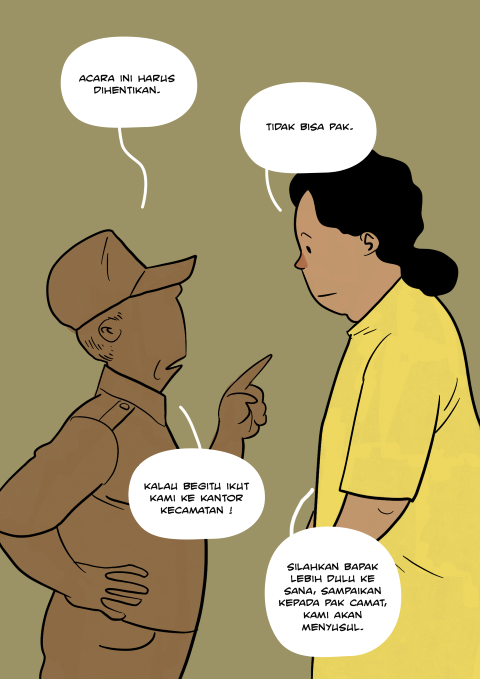 ACARA INI HARUS
DIHENTIKAN.
TIDAK BISA PAK.
KALAU BEGITU IKUT
KAMI KE KANTOR
KECAMATAN !
SILAHKAN BAPAK
LEBIH DULU KE
SANA, SAMPAIKAN
KEPADA PAK CAMAT,
KAMI AKAN
MENYUSUL.